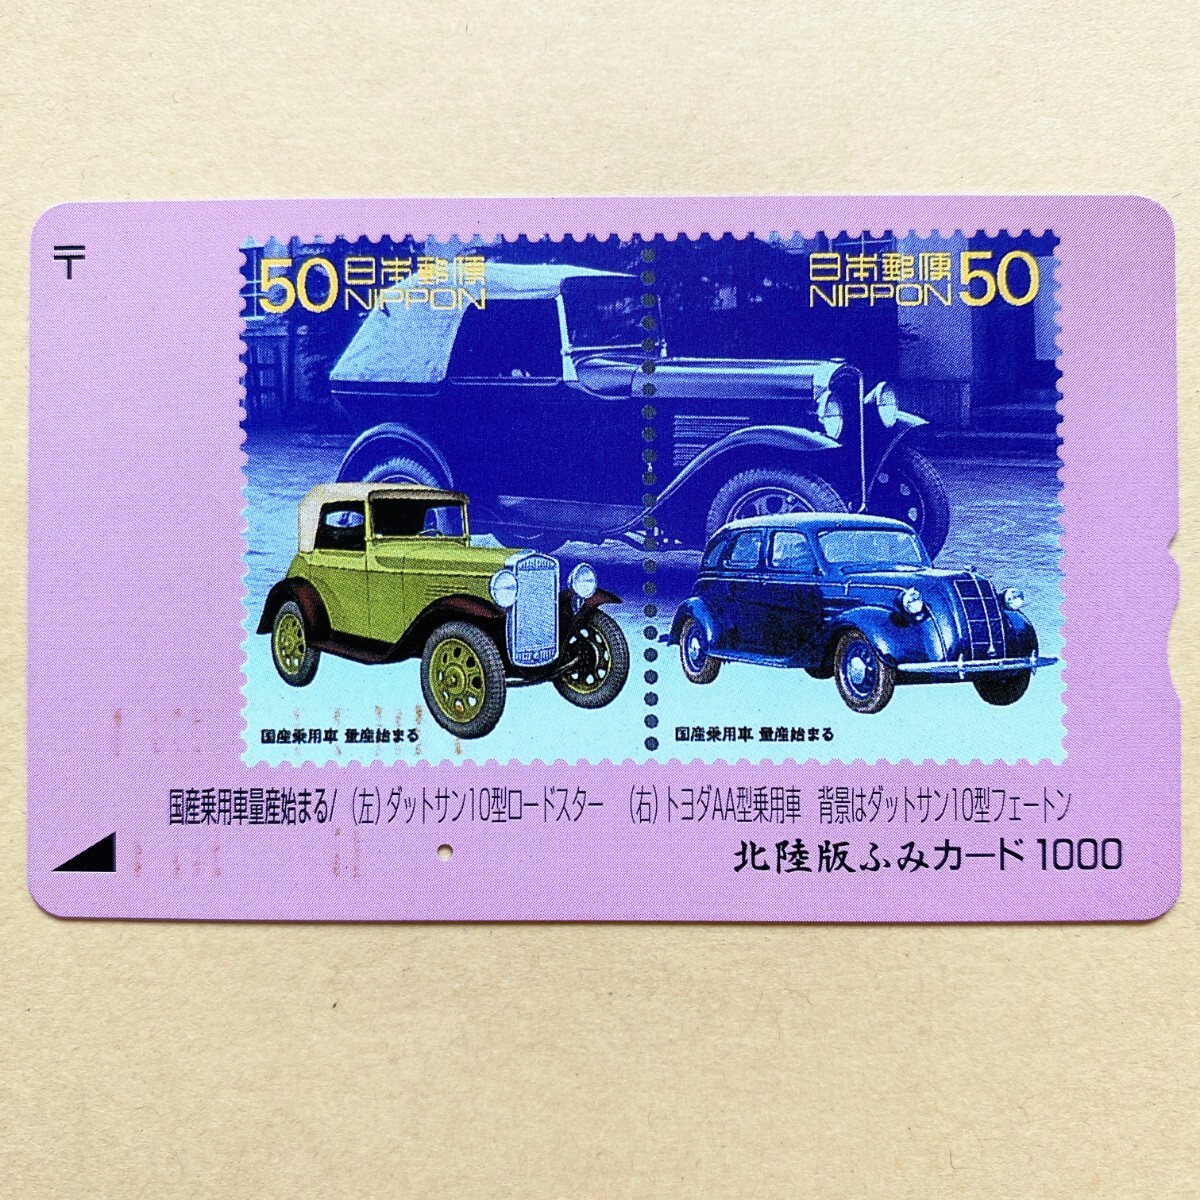 〒
50 日本郵便
NIPPON
日本郵便 50
NIPPON
国産乗用車 量産始まる
国産乗用車 量産始まる
国産乗用車量産始まる/ (左)ダットサン10型ロードスター (右)トヨダAA型乗用車 背景はダットサン10型フェートン
北陸版ふみカード1000